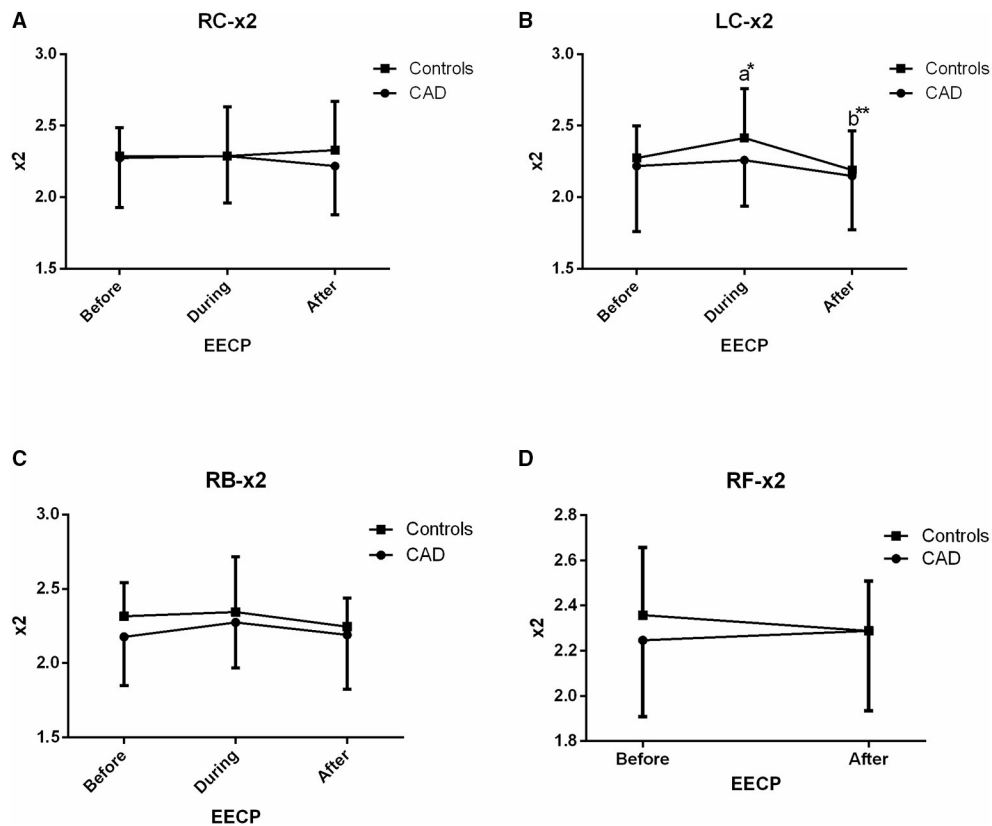 A
RC-x2
Controls
CAD
3.0
2.5
2.0
1.5
x2
Before
During
After
EECP
B
LC-x2
Controls
CAD
3.0
2.5
2.0
1.5
x2
a*
b**
Before
During
After
EECP
C
RB-x2
Controls
CAD
3.0
2.5
2.0
1.5
x2
Before
During
After
EECP
D
RF-x2
Controls
CAD
2.8
2.6
2.4
2.2
2.0
1.8
x2
Before
After
EECP